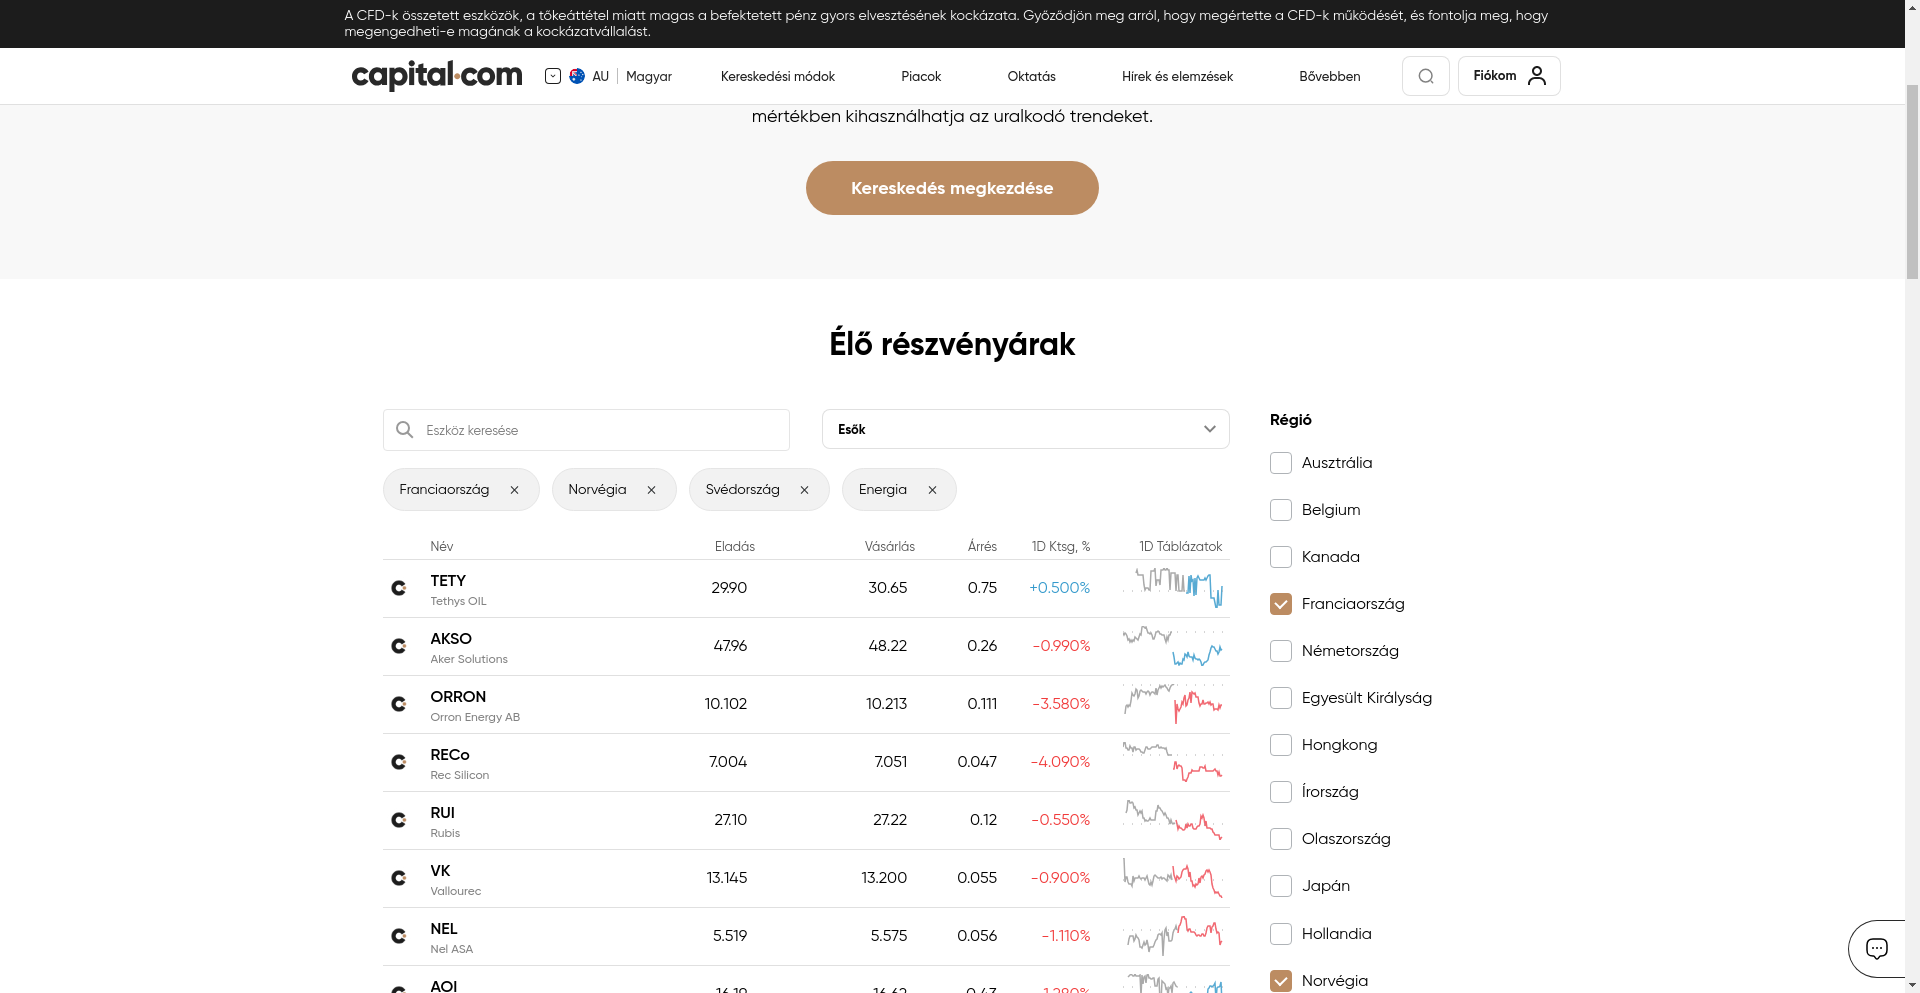 A CFD-k összetett eszközök, a tőkeáttétel miatt magas a befektetett pénz gyors elvesztésének kockázata. Győződjön meg arról, hogy megértette a CFD-k működését, és fontolja meg, hogy
megengedheti-e magának a kockázatvállalást.
capital.com
AU
Magyar
Kereskedési módok
Piacok
Oktatás
Hírek és elemzések
Bővebben
Fiókom
mértékben kihasználhatja az uralkodó trendeket.
Kereskedés megkezdése
Élő részvényárak
Eszköz keresése
Esők
Franciaország
Norvégia
Svédország
Energia
Név Eladás Vásárlás Árrés 1D Ktsg, % 1D Táblázatok
TETY 29.90 30.65 0.75 +0.500%
Tethys OIL
AKSO 47.96 48.22 0.26 -0.990%
Aker Solutions
ORRON 10.102 10.213 0.111 -3.580%
Orron Energy AB
RECo 7.004 7.051 0.047 -4.090%
Rec Silicon
RUI 27.10 27.22 0.12 -0.550%
Rubis
VK 13.145 13.200 0.055 -0.900%
Vallourec
NEL 5.519 5.575 0.056 -1.110%
Nel ASA
AOI 16.19 16.62 0.43 -1.280%
Régió
Ausztrália
Belgium
Kanada
Franciaország
Németország
Egyesült Királyság
Hongkong
Írország
Olaszország
Japán
Hollandia
Norvégia